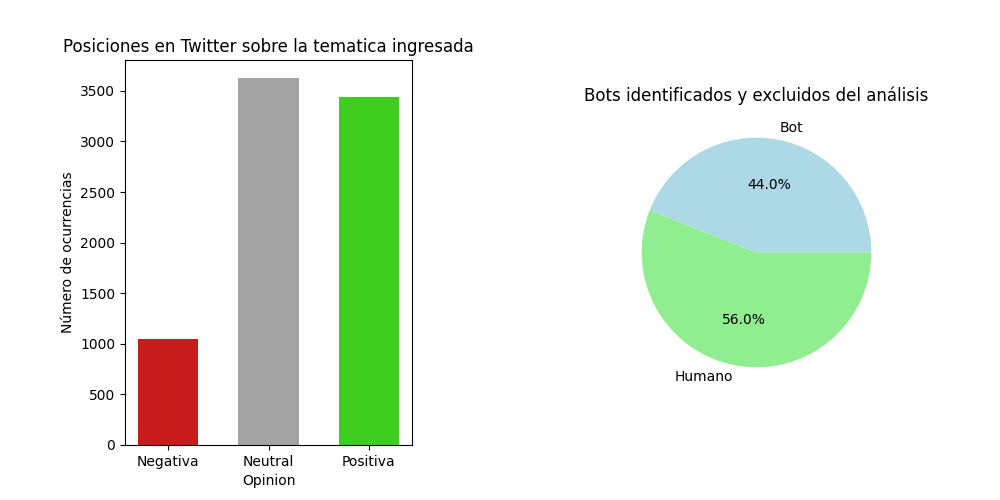 Posiciones en Twitter sobre la tematica ingresada
3500
3000
2500
2000
1500
1000
500
0
Número de ocurrencias
Negativa
Neutral
Positiva
Opinion
Bots identificados y excluidos del análisis
Bot
44.0%
56.0%
Humano